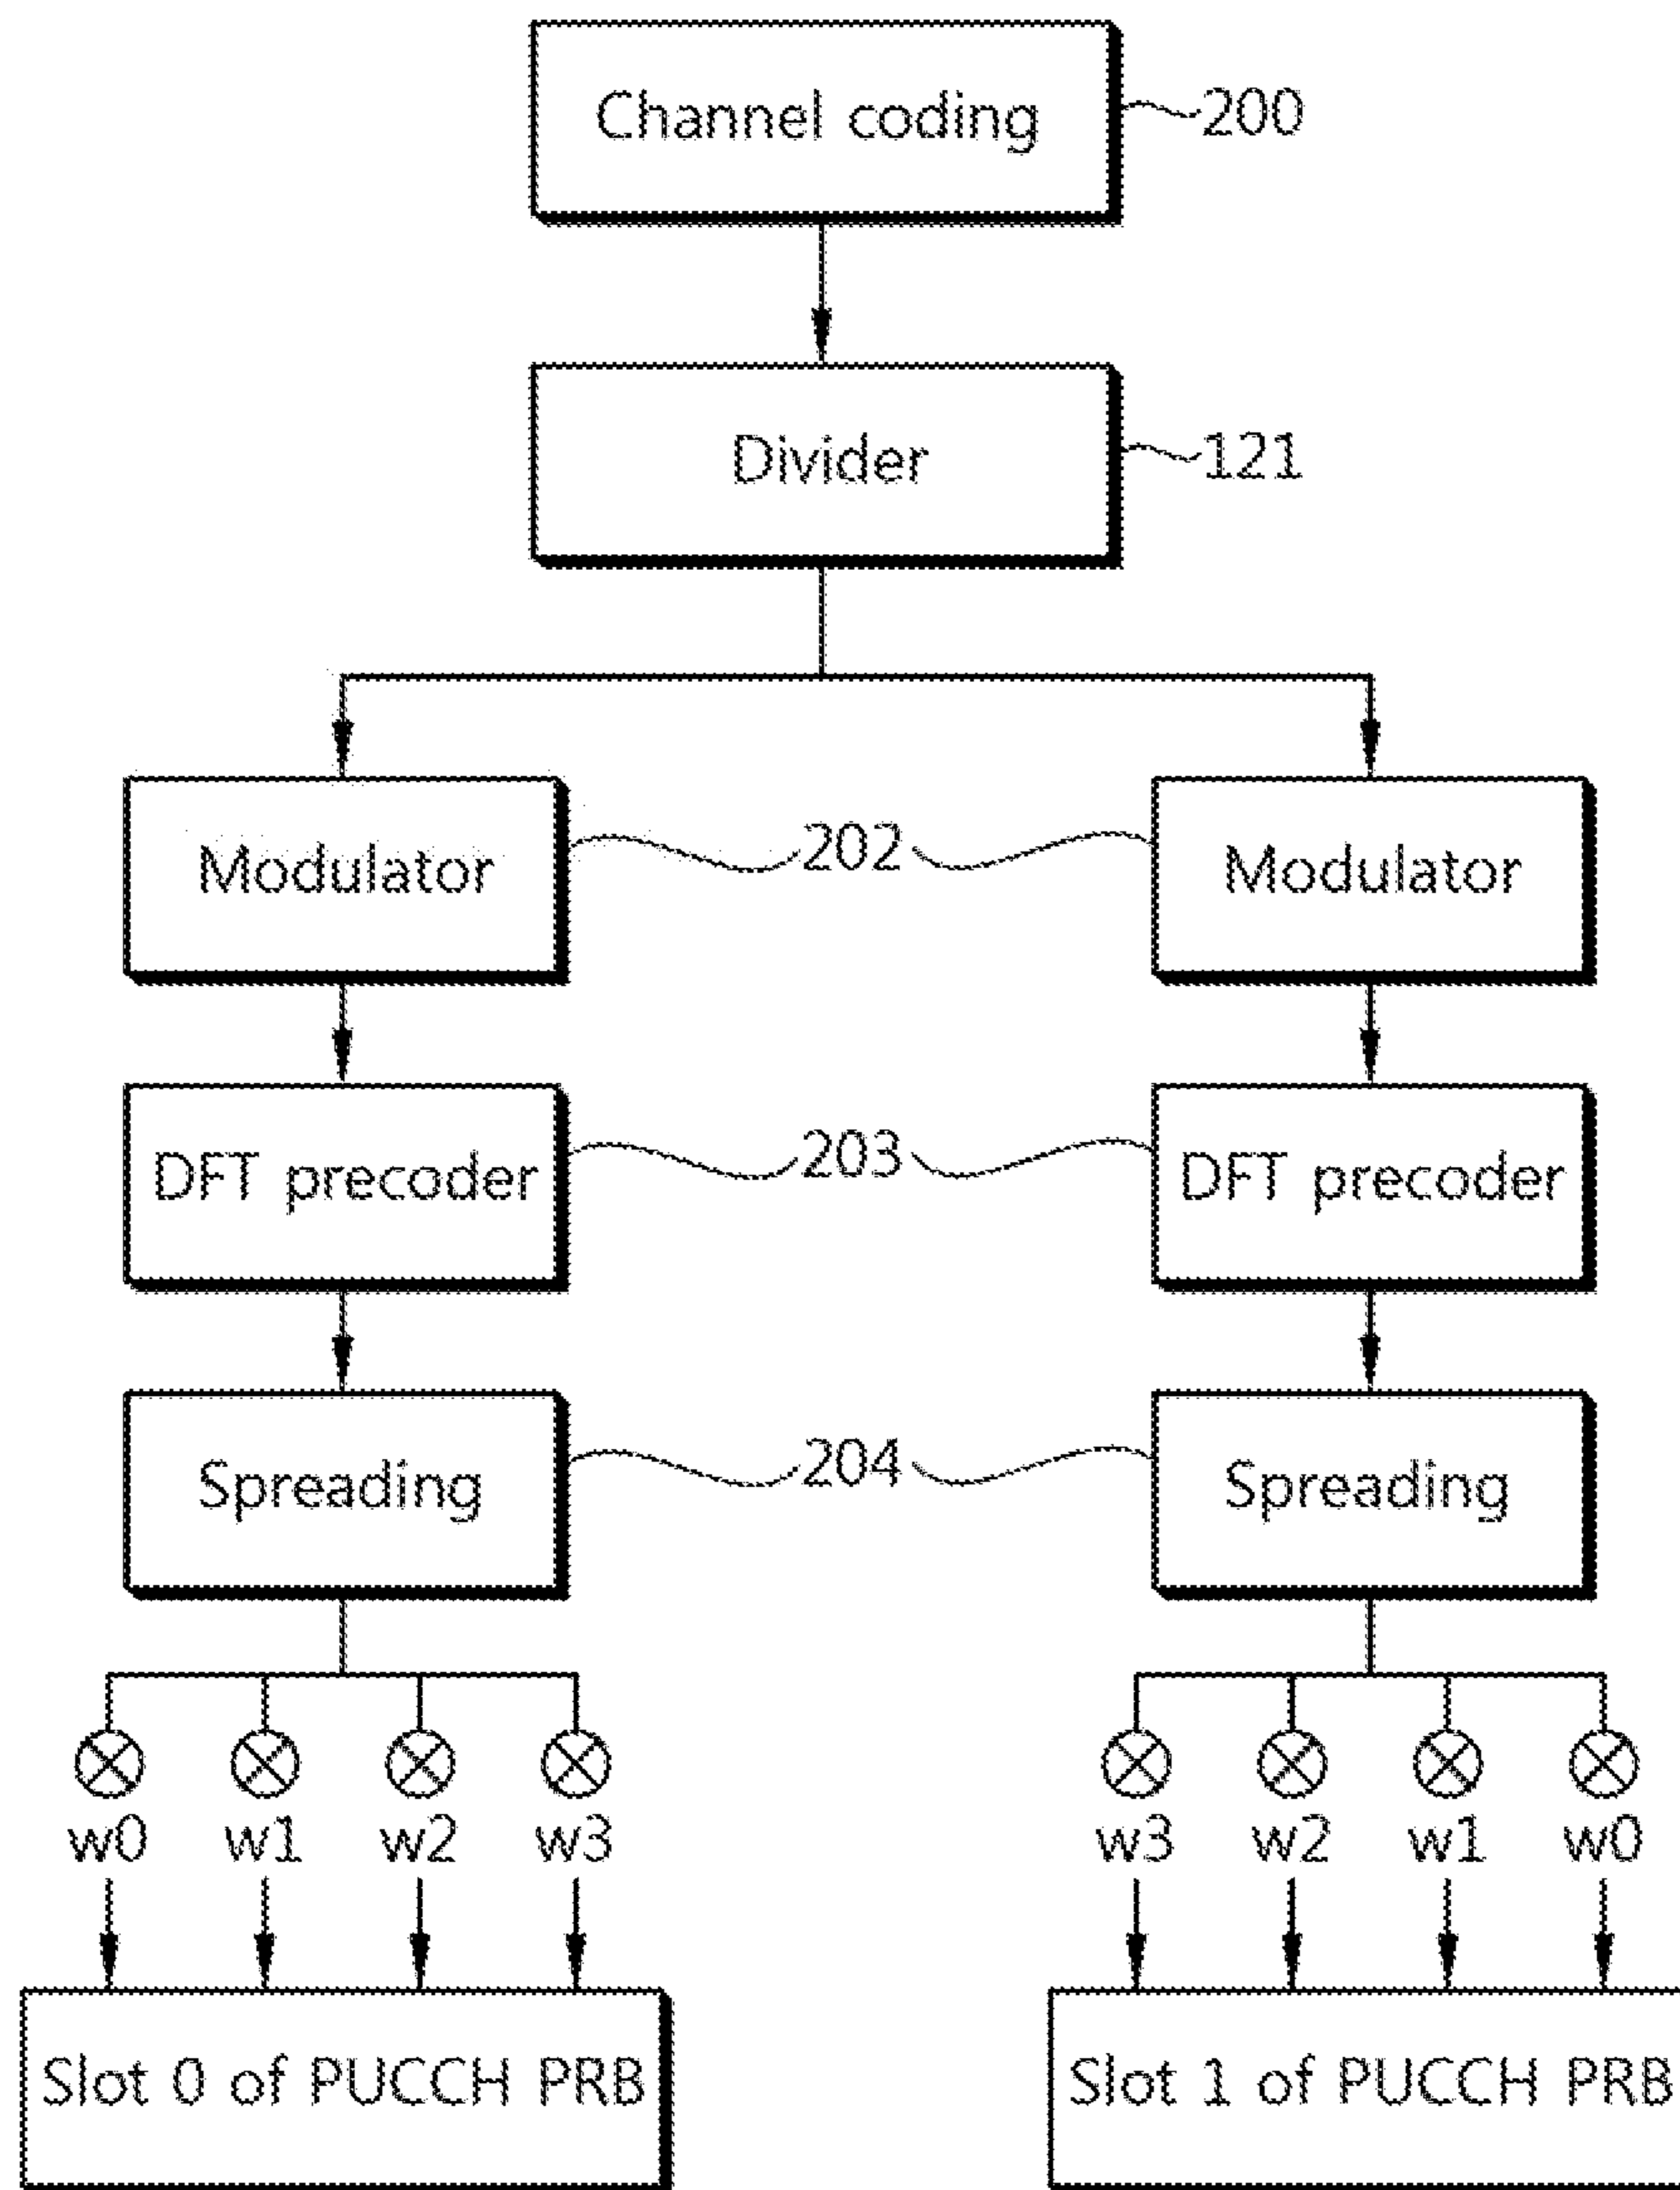 Channel coding 200
Divider 121
Modulator 202 Modulator
DFT precoder 203 DFT precoder
Spreading 204 Spreading
w0 w1 w2 w3 w3 w2 w1 w0
Slot 0 of PUCCH PRB Slot 1 of PUCCH PRB